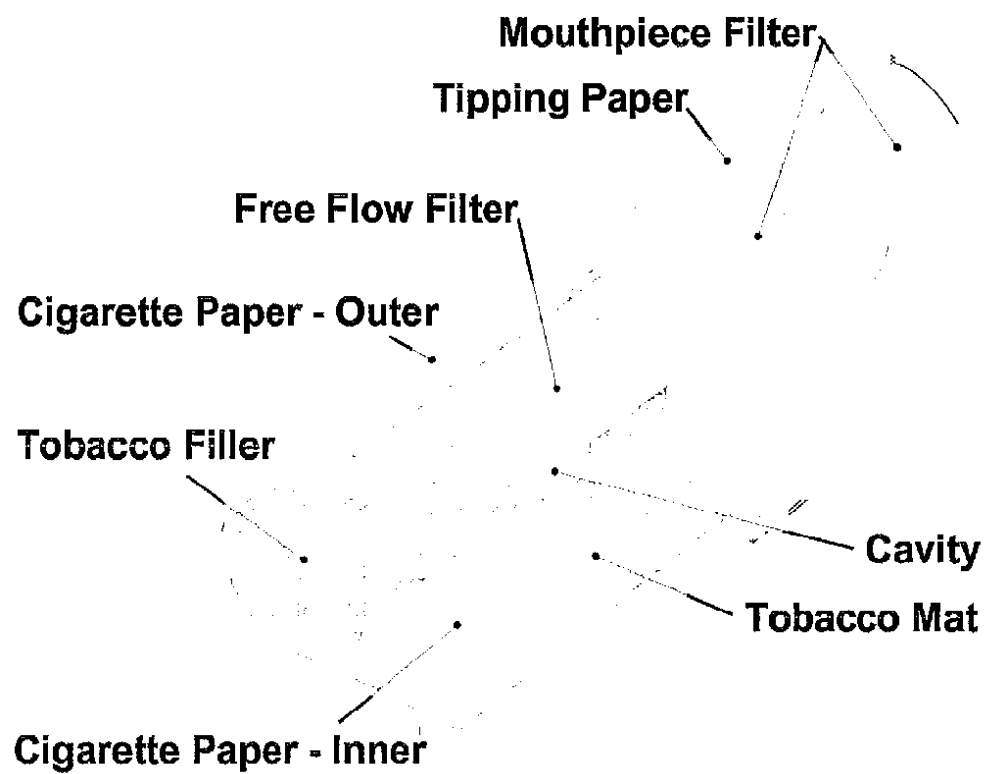 Mouthpiece Filter
Tipping Paper
Free Flow Filter
Cigarette Paper - Outer
Tobacco Filler
Cavity
Tobacco Mat
Cigarette Paper - Inner